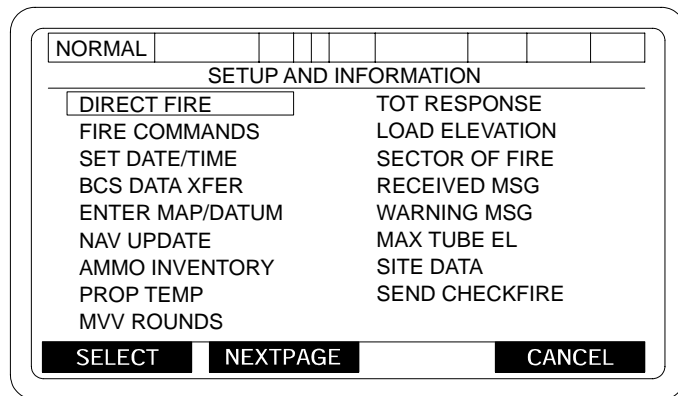 NORMAL
SETUP AND INFORMATION
DIRECT FIRE
FIRE COMMANDS
SET DATE/TIME
BCS DATA XFER
ENTER MAP/DATUM
NAV UPDATE
AMMO INVENTORY
PROP TEMP
MVV ROUNDS
TOT RESPONSE
LOAD ELEVATION
SECTOR OF FIRE
RECEIVED MSG
WARNING MSG
MAX TUBE EL
SITE DATA
SEND CHECKFIRE
SELECT NEXTPAGE CANCEL